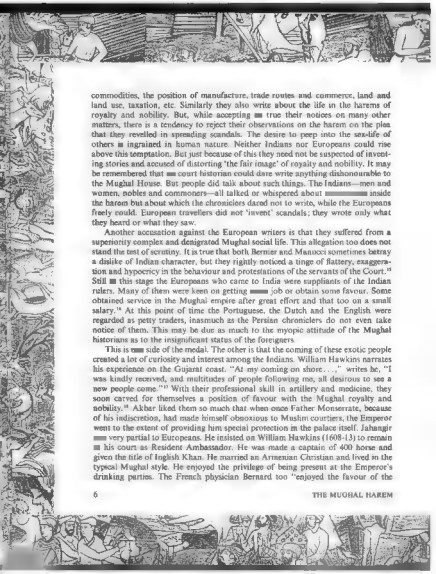 commodities, the position of manufacture, trade routes and commerce, land and
land use, taxation, etc. Similarly they also write about the life in the harems of
royalty and nobility. But, while accepting true their notices on many other
matters, there is a tendency to reject their observations on the harem on the plea
that they revelled in spreading scandals. The desire to peep into the sex-life of
others ingrained in human nature. Neither Indians nor Europeans could rise
above this temptation. But just because of this they need not be suspected of invent-
ing stories and accused of distorting 'the fair image' of royalty and nobility. It may
be remembered that court historian could dare write anything dishonourable to
the Mughal House. But people did talk about such things. The Indians—men and
women, nobles and commoners—all talked or whispered about inside
the harem but about which the chroniclers dared not to write, while the Europeans
freely could. European travellers did not 'invent' scandals; they wrote only what
they heard or what they saw.
Another accusation against the European writers is that they suffered from a
superiority complex and denigrated Mughal social life. This allegation too does not
stand the test of scrutiny. It is true that both Bernier and Manucci sometimes betray
a dislike of Indian character, but they rightly noticed a tinge of flattery, exaggera-
tion and hypocricy in the behaviour and protestations of the servants of the Court.¹⁵
Still this stage the Europeans who came to India were suppliants of the Indian
rulers. Many of them were keen on getting job or obtain some favour. Some
obtained service in the Mughal empire after great effort and that too on a small
salary.¹⁶ At this point of time the Portuguese, the Dutch and the English were
regarded as petty traders, inasmuch as the Persian chroniclers do not even take
notice of them. This may be due as much to the myopic attitude of the Mughal
historians as to the insignificant status of the foreigners.
This is side of the medal. The other is that the coming of these exotic people
created a lot of curiosity and interest among the Indians. William Hawkins narrates
his experience on the Gujarat coast. "At my coming on shore. . .," writes he, "I
was kindly received, and multitudes of people following me, all desirous to see a
new people come."¹⁷ With their professional skill in artillery and medicine, they
soon carved for themselves a position of favour with the Mughal royalty and
nobility.¹⁸ Akbar liked them so much that when once Father Monserrate, because
of his indiscretion, had made himself obnoxious to Muslim courtiers, the Emperor
went to the extent of providing him special protection in the palace itself. Jahangir
very partial to Europeans. He insisted on William Hawkins (1608-13) to remain
his court as Resident Ambassador. He was made a captain of 400 horse and
given the title of Inglish Khan. He married an Armenian Christian and lived in the
typical Mughal style. He enjoyed the privilege of being present at the Emperor's
drinking parties. The French physician Bernard too "enjoyed the favour of the
6 THE MUGHAL HAREM